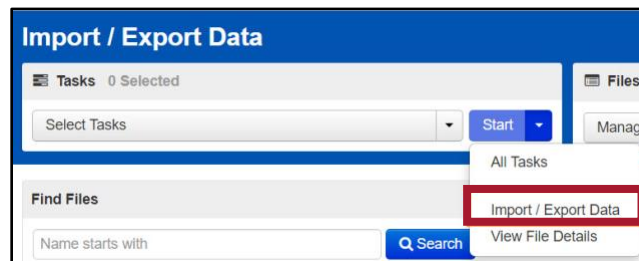 Import / Export Data
Tasks 0 Selected
Files
Select Tasks
Start
Manag
All Tasks
Find Files
Import / Export Data
Name starts with
Search
View File Details